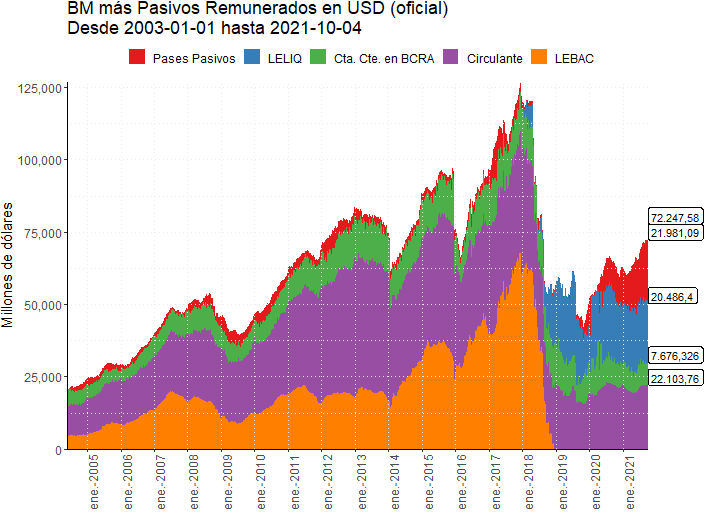 BM más Pasivos Remunerados en USD (oficial)
Desde 2003-01-01 hasta 2021-10-04
Pases Pasivos LELIQ Cta. Cte. en BCRA Circulante LEBAC
Millones de dólares
125,000
100,000
75,000
50,000
25,000
0
72.247,58
21.981,09
20.486,4
7.676,326
22.103,76
ene.-2005
ene.-2006
ene.-2007
ene.-2008
ene.-2009
ene.-2010
ene.-2011
ene.-2012
ene.-2013
ene.-2014
ene.-2015
ene.-2016
ene.-2017
ene.-2018
ene.-2019
ene.-2020
ene.-2021